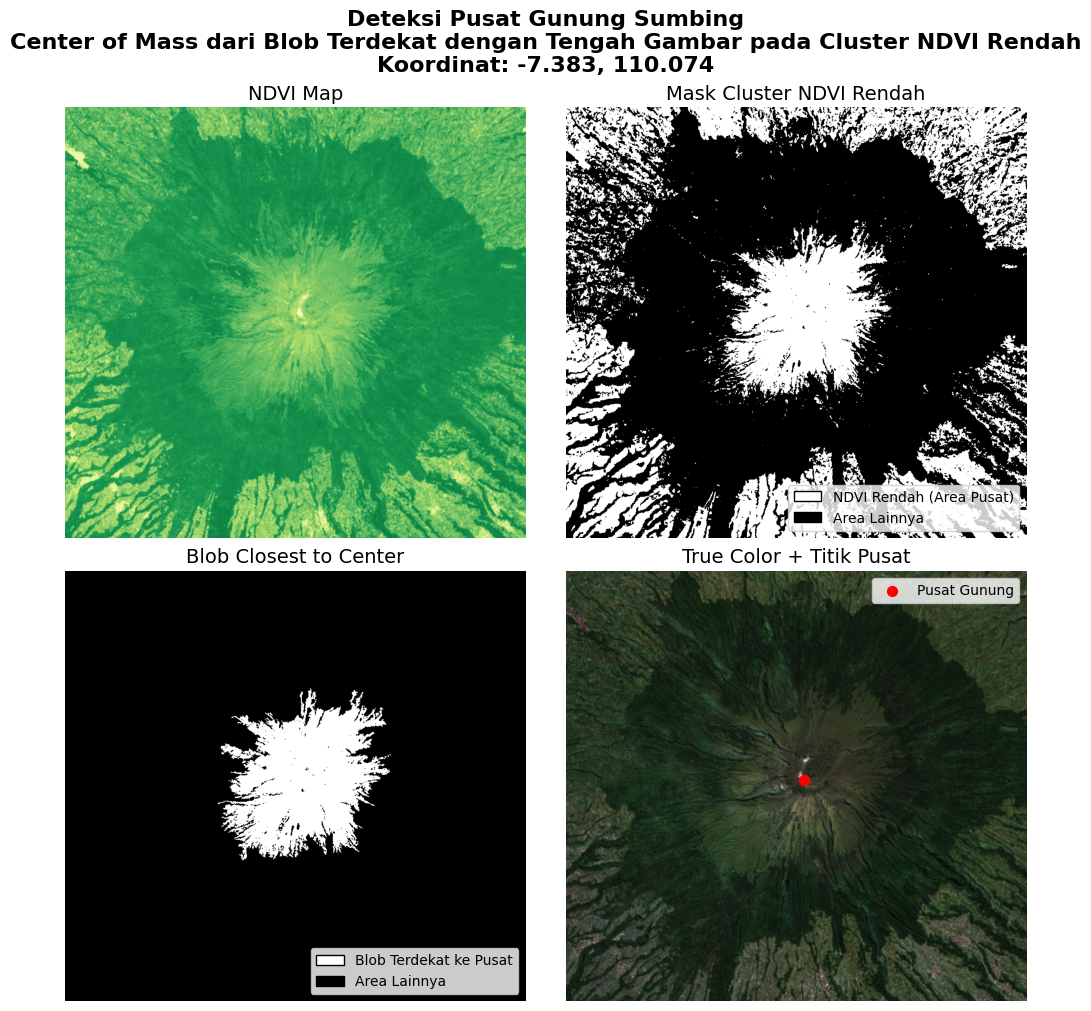 Deteksi Pusat Gunung Sumbing
Center of Mass dari Blob Terdekat dengan Tengah Gambar pada Cluster NDVI Rendah
Koordinat: -7.383, 110.074
NDVI Map
Mask Cluster NDVI Rendah
NDVI Rendah (Area Pusat)
Area Lainnya
Blob Closest to Center
True Color + Titik Pusat
Pusat Gunung
Blob Terdekat ke Pusat
Area Lainnya